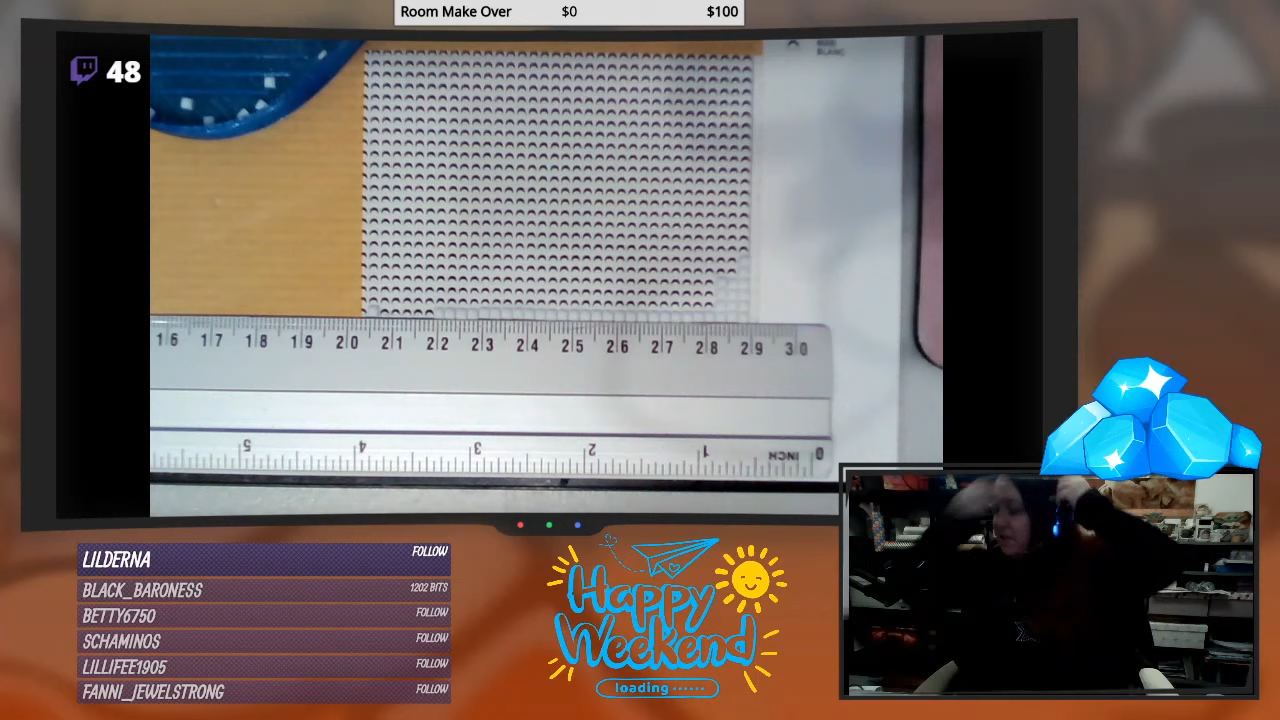 Room Make Over $0 $100
48
16 17 18 19 20 21 22 23 24 25 26 27 28 29 30
5 4 3 2 1 INCH 0
LILDERNA FOLLOW
BLACK_BARONESS 1202 BITS
BETTY6750 FOLLOW
SCHAMINOS FOLLOW
LILLIFEE1905 FOLLOW
FANNI_JEWELSTRONG FOLLOW
Happy
Weekend
loading ······